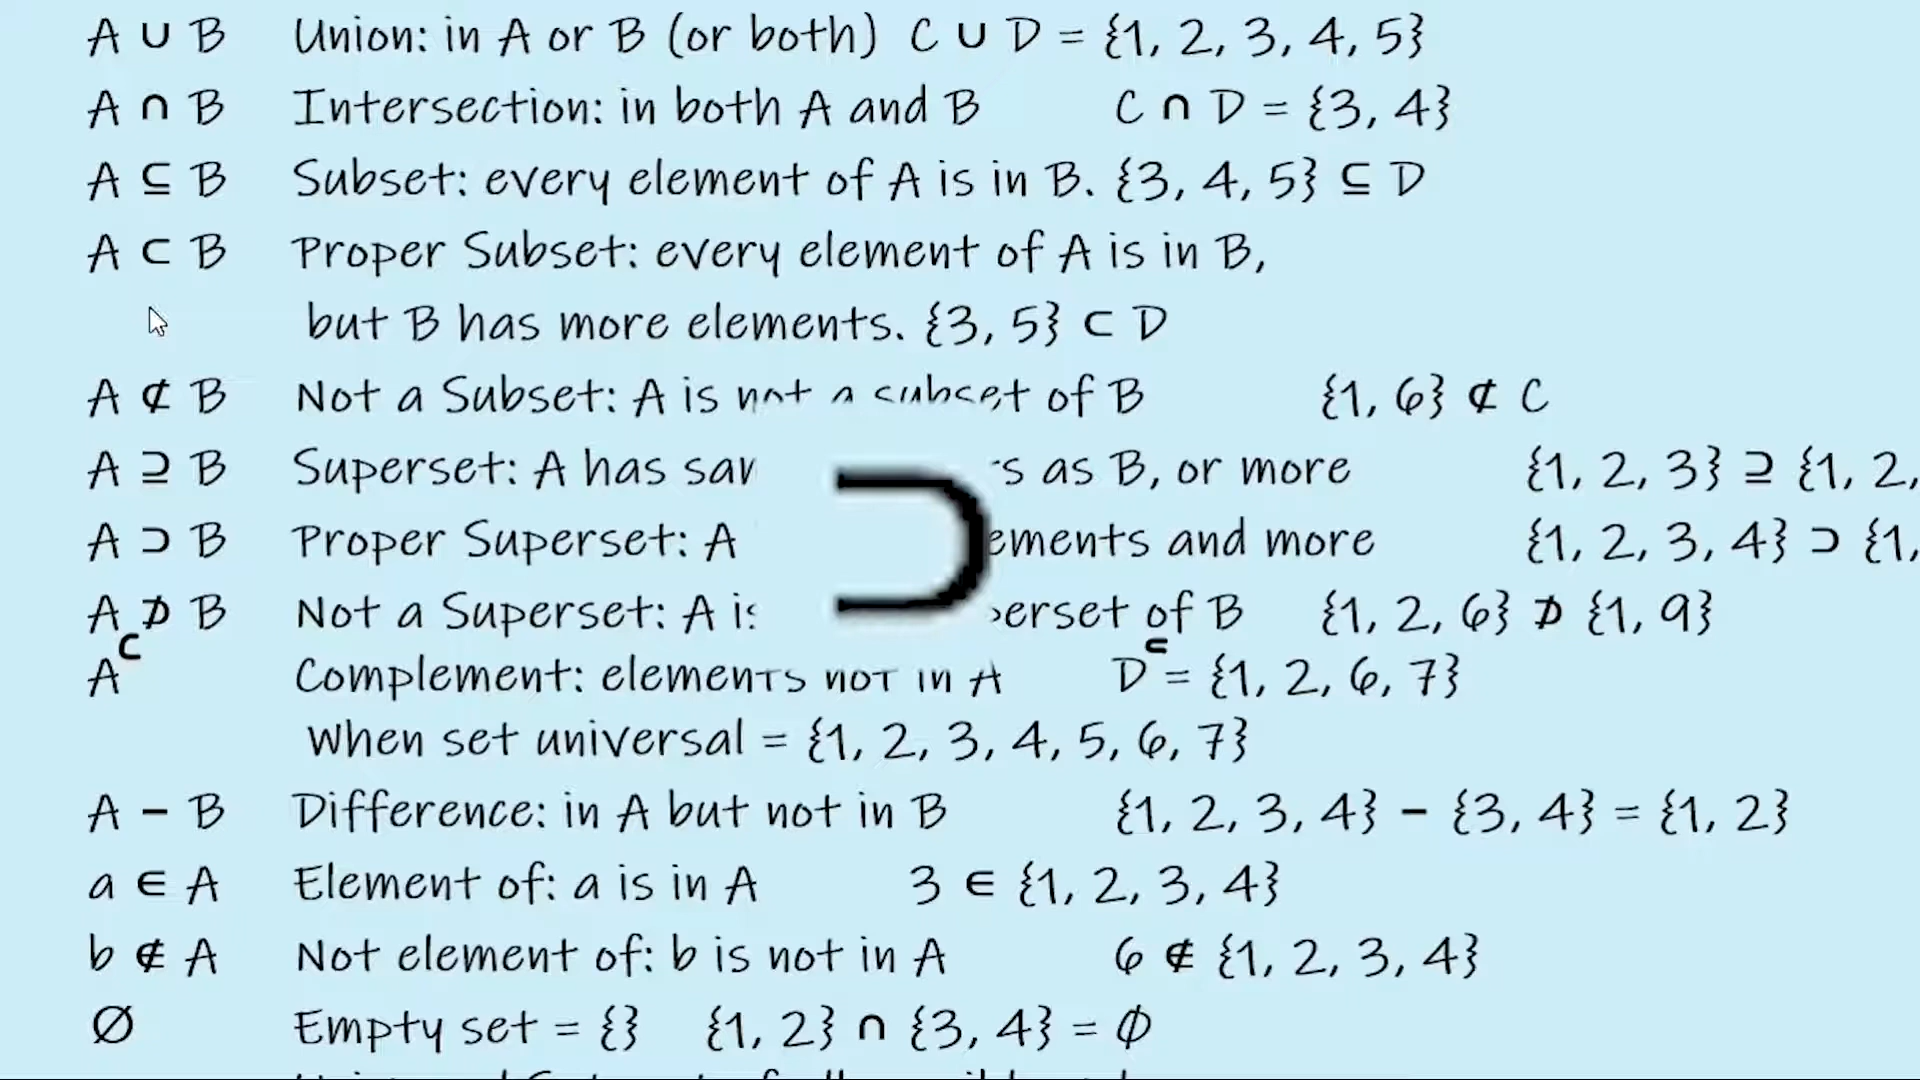 A ∪ B Union: in A or B (or both) C ∪ D = {1, 2, 3, 4, 5}
A ∩ B Intersection: in both A and B C ∩ D = {3, 4}
A ⊆ B Subset: every element of A is in B. {3, 4, 5} ⊆ D
A ⊂ B Proper Subset: every element of A is in B,
but B has more elements. {3, 5} ⊂ D
A ⊄ B Not a Subset: A is not a subset of B {1, 6} ⊄ C
A ⊇ B Superset: A has s as B, or more {1, 2, 3} ⊇ {1, 2,
A ⊃ B Proper Superset: A ⊃ ements and more {1, 2, 3, 4} ⊃ {1,
A ⊅ B Not a Superset: A is erset of B {1, 2, 6} ⊅ {1, 9}
Aᶜ Complement: elements not in A Dᶜ = {1, 2, 6, 7}
When set universal = {1, 2, 3, 4, 5, 6, 7}
A − B Difference: in A but not in B {1, 2, 3, 4} − {3, 4} = {1, 2}
a ∈ A Element of: a is in A 3 ∈ {1, 2, 3, 4}
b ∉ A Not element of: b is not in A 6 ∉ {1, 2, 3, 4}
Ø Empty set = {} {1, 2} ∩ {3, 4} = Ø